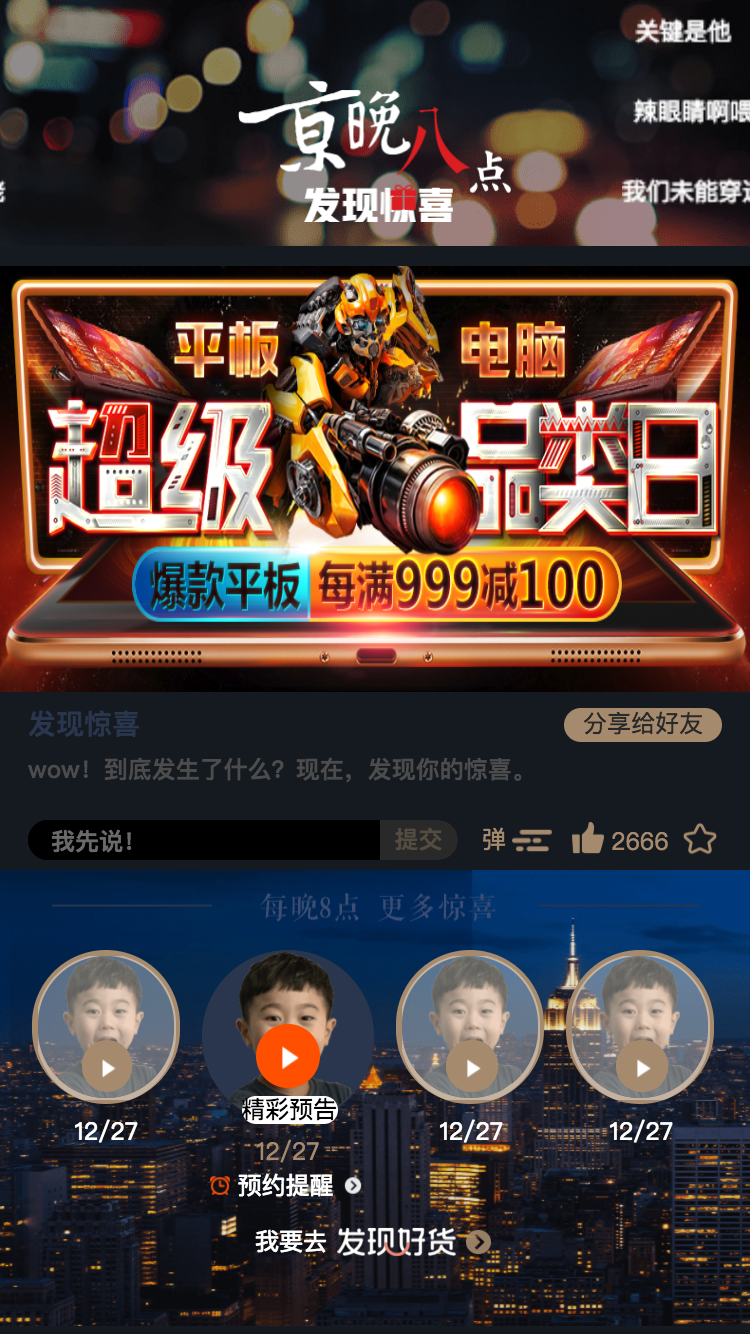 关键是他
辣眼睛啊喂
我们未能穿
京晚八点
发现惊喜
平板 电脑
超级 品类日
爆款平板 每满999减100
发现惊喜
分享给好友
wow！到底发生了什么？现在，发现你的惊喜。
我先说!
提交
弹
2666
每晚8点 更多惊喜
精彩预告
12/27
12/27
12/27
12/27
预约提醒
我要去 发现好货